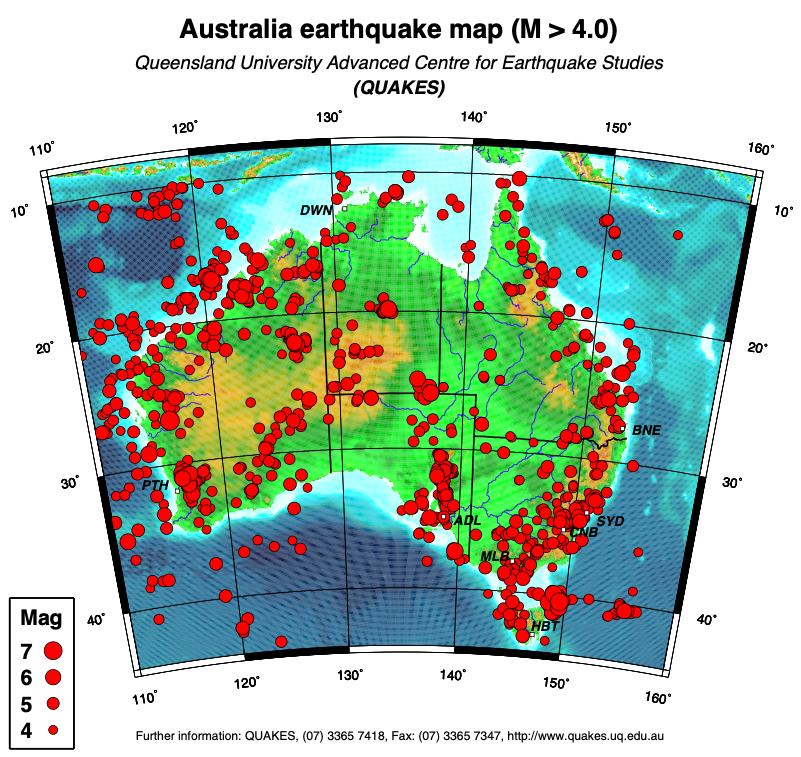 Australia earthquake map (M > 4.0)
Queensland University Advanced Centre for Earthquake Studies
(QUAKES)
110° 120° 130° 140° 150° 160°
10° 10°
DWN
20° 20°
BNE
30° 30°
PTH
ADL SYD
CNB
MLB
40° 40°
HBT
Mag
7
6
5
4
110° 120° 130° 140° 150° 160°
Further information: QUAKES, (07) 3365 7418, Fax: (07) 3365 7347, http://www.quakes.uq.edu.au